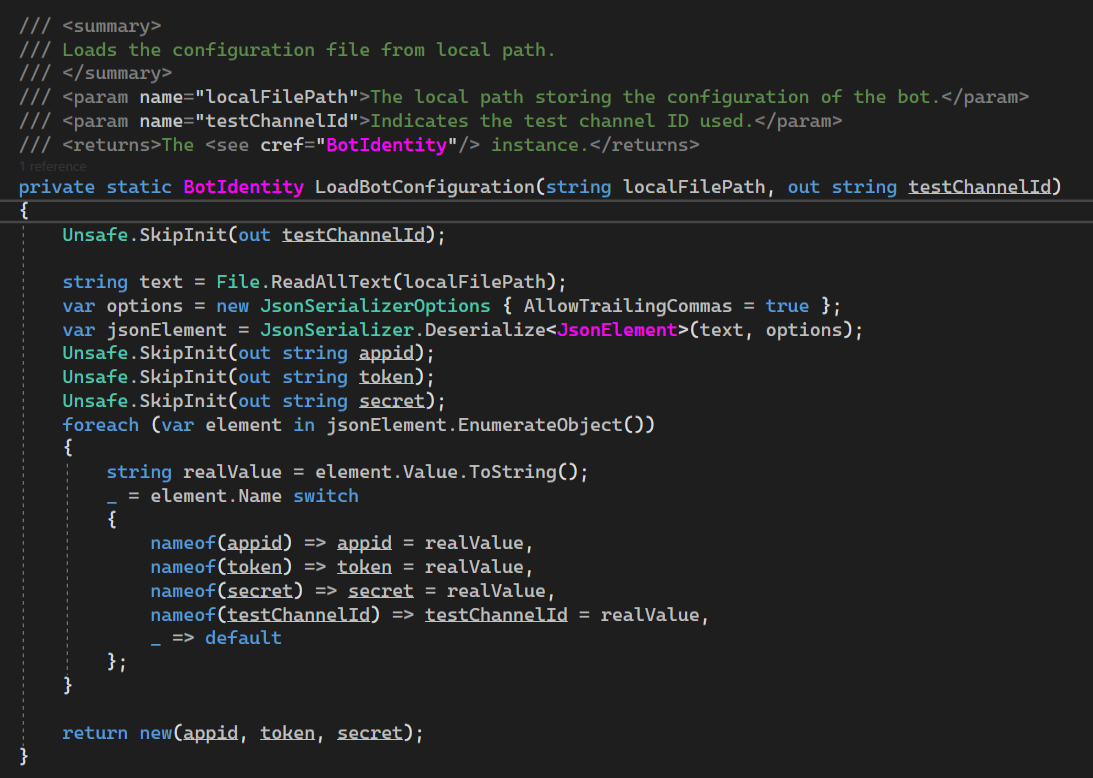 /// <summary>
/// Loads the configuration file from local path.
/// </summary>
/// <param name="localFilePath">The local path storing the configuration of the bot.</param>
/// <param name="testChannelId">Indicates the test channel ID used.</param>
/// <returns>The <see cref="BotIdentity"/> instance.</returns>
1 reference
private static BotIdentity LoadBotConfiguration(string localFilePath, out string testChannelId)
{
    Unsafe.SkipInit(out testChannelId);
    string text = File.ReadAllText(localFilePath);
    var options = new JsonSerializerOptions { AllowTrailingCommas = true };
    var jsonElement = JsonSerializer.Deserialize<JsonElement>(text, options);
    Unsafe.SkipInit(out string appid);
    Unsafe.SkipInit(out string token);
    Unsafe.SkipInit(out string secret);
    foreach (var element in jsonElement.EnumerateObject())
    {
        string realValue = element.Value.ToString();
        _ = element.Name switch
        {
            nameof(appid) => appid = realValue,
            nameof(token) => token = realValue,
            nameof(secret) => secret = realValue,
            nameof(testChannelId) => testChannelId = realValue,
            _ => default
        };
    }
    return new(appid, token, secret);
}